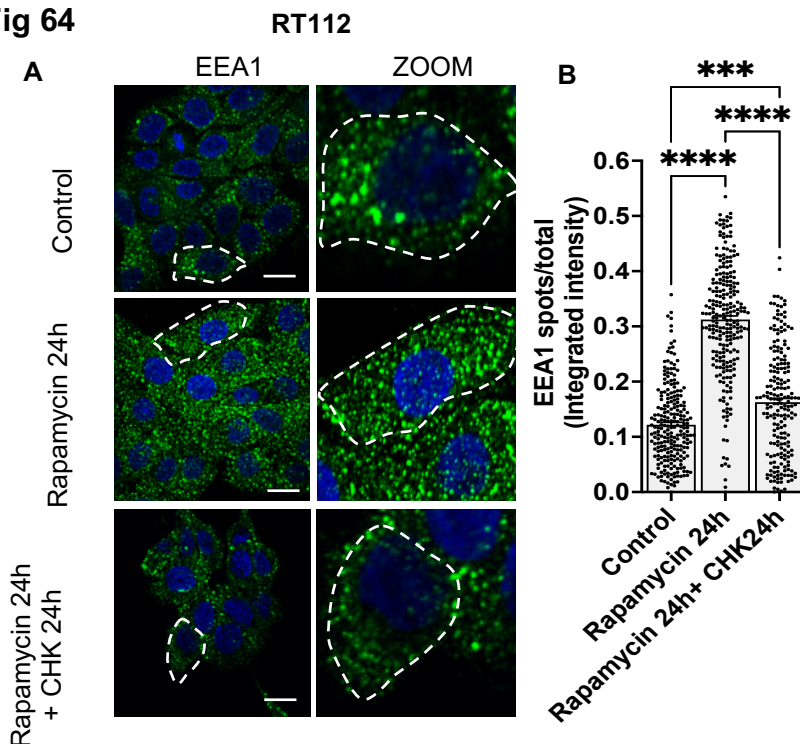 ig 64
RT112
A
EEA1
ZOOM
B
Control
Rapamycin 24h
Rapamycin 24h
+ CHK 24h
***
****
****
EEA1 spots/total
(Integrated intensity)
0.6
0.5
0.4
0.3
0.2
0.1
0.0
Control
Rapamycin 24h
Rapamycin 24h+ CHK24h